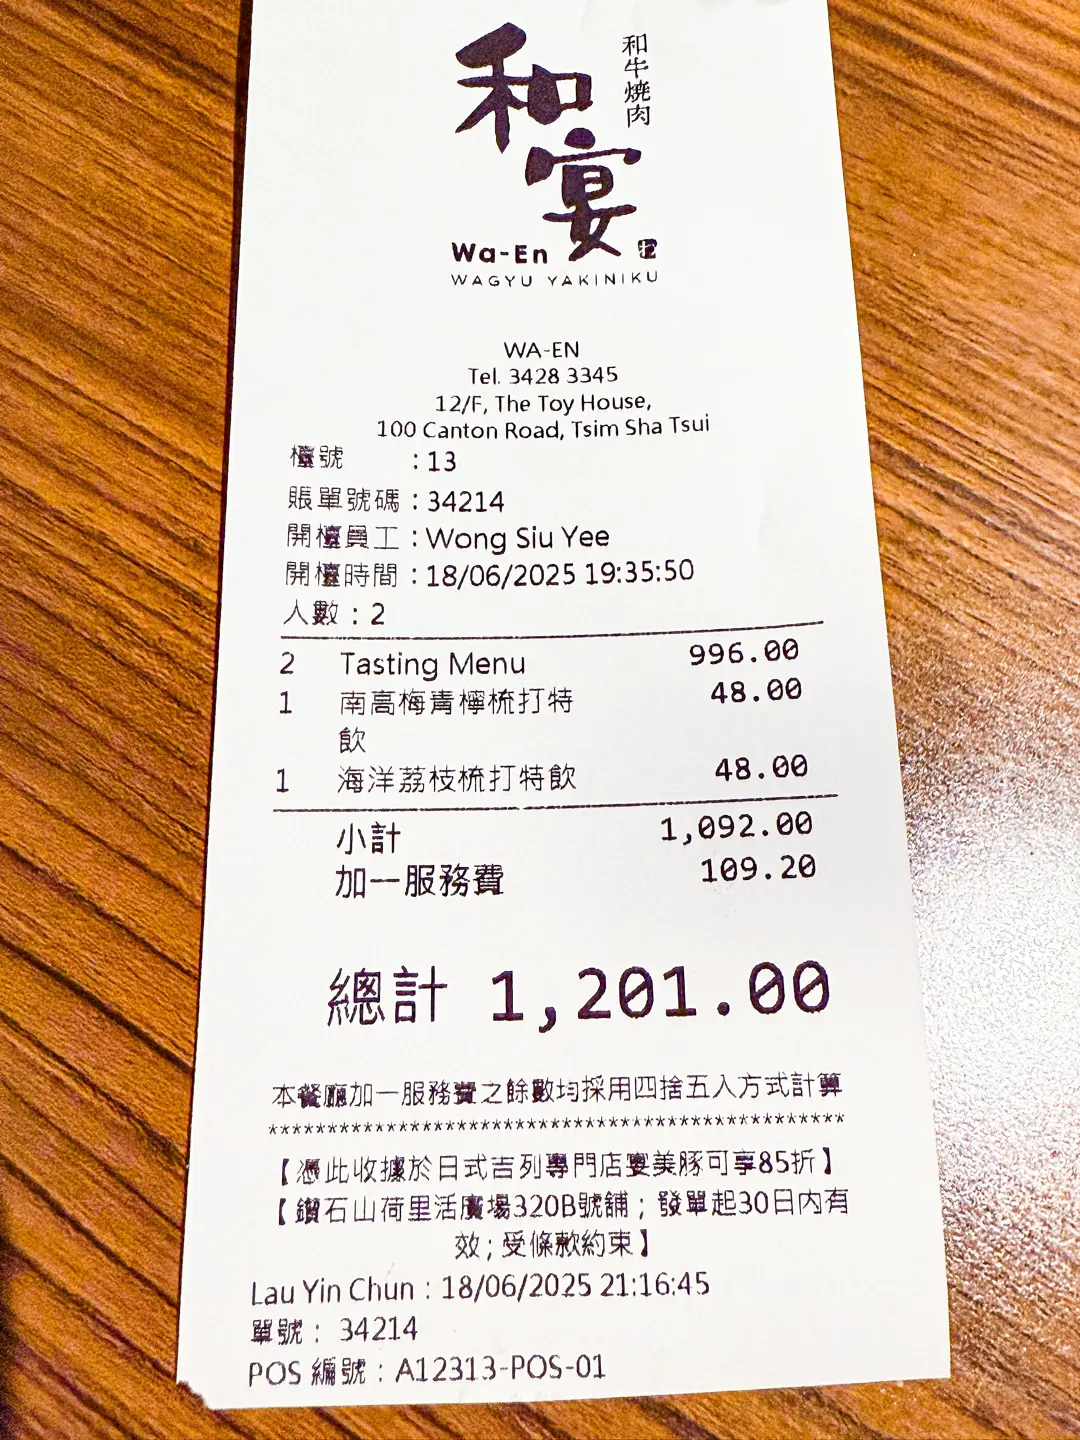 和宴
和牛燒肉
Wa-En
WAGYU YAKINIKU
WA-EN
Tel. 3428 3345
12/F, The Toy House,
100 Canton Road, Tsim Sha Tsui
檯號 : 13
賬單號碼 : 34214
開檯員工 : Wong Siu Yee
開檯時間 : 18/06/2025 19:35:50
人數 : 2
2 Tasting Menu 996.00
1 南高梅青檸梳打特 48.00
飲
1 海洋荔枝梳打特飲 48.00
小計 1,092.00
加一服務費 109.20
總計 1,201.00
本餐廳加一服務費之餘數均採用四捨五入方式計算
************************************************
【憑此收據於日式吉列專門店宴美豚可享85折】
【鑽石山荷里活廣場320B號舖；發單起30日內有
效；受條款約束】
Lau Yin Chun : 18/06/2025 21:16:45
單號： 34214
POS 編號 : A12313-POS-01